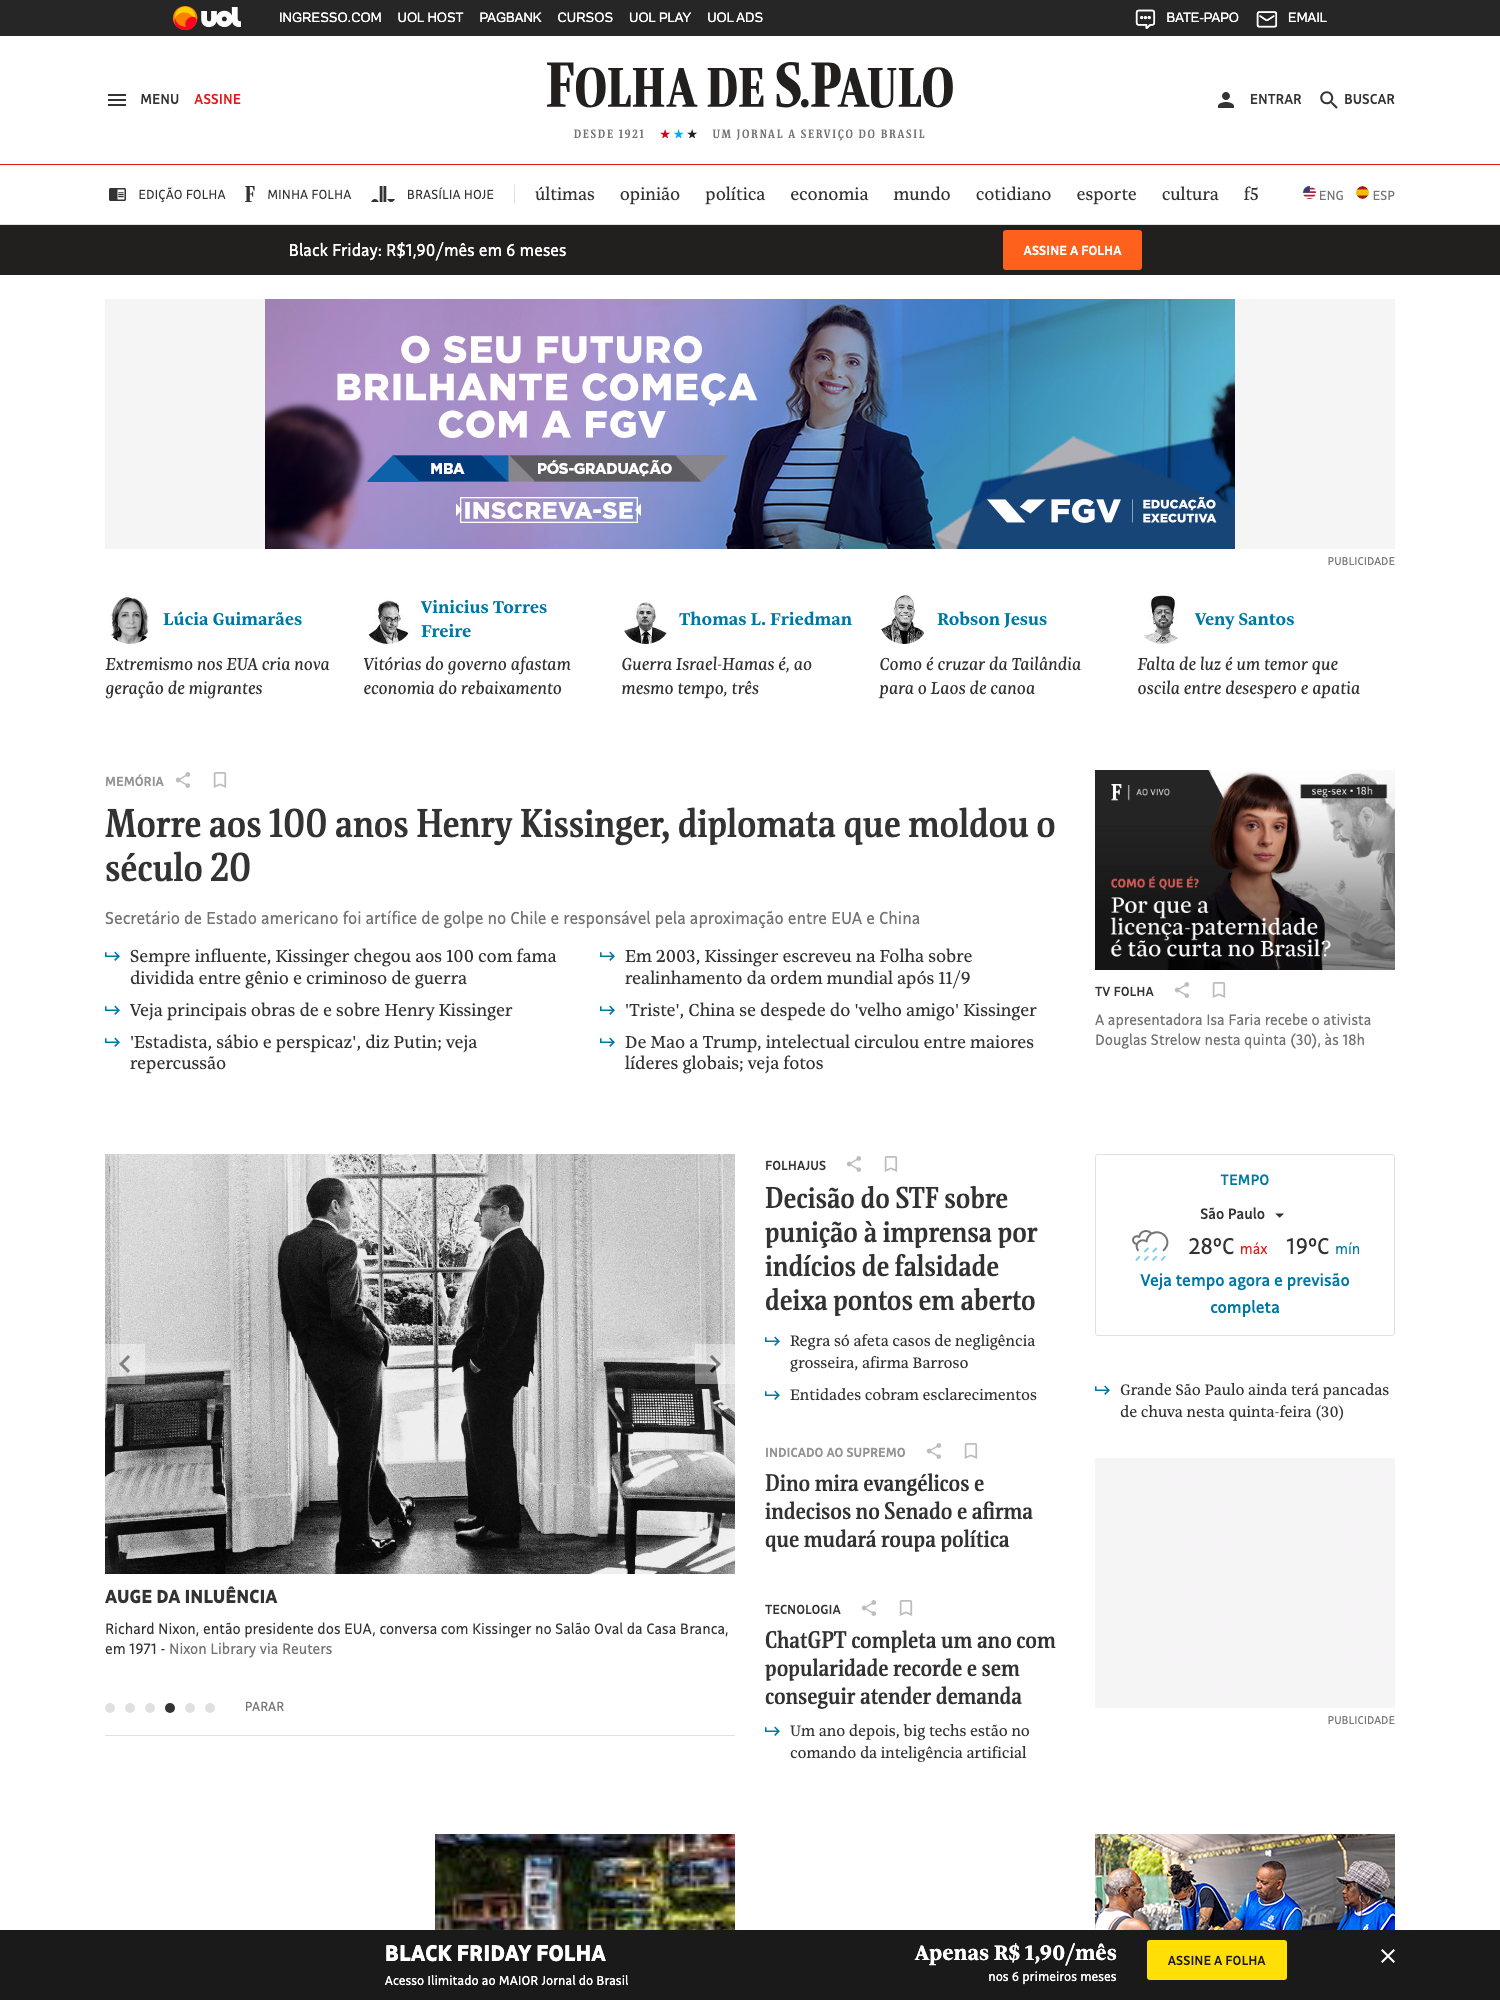 uol INGRESSO.COM UOL HOST PAGBANK CURSOS UOL PLAY UOL ADS BATE-PAPO EMAIL
MENU ASSINE FOLHA DE S.PAULO ENTRAR BUSCAR
DESDE 1921 ★★★ UM JORNAL A SERVIÇO DO BRASIL
EDIÇÃO FOLHA F MINHA FOLHA BRASÍLIA HOJE últimas opinião política economia mundo cotidiano esporte cultura f5 ENG ESP
Black Friday: R$1,90/mês em 6 meses ASSINE A FOLHA
O SEU FUTURO
BRILHANTE COMEÇA
COM A FGV
MBA PÓS-GRADUAÇÃO
INSCREVA-SE
FGV EDUCAÇÃO
EXECUTIVA
PUBLICIDADE
Lúcia Guimarães
Extremismo nos EUA cria nova
geração de migrantes
Vinicius Torres
Freire
Vitórias do governo afastam
economia do rebaixamento
Thomas L. Friedman
Guerra Israel-Hamas é, ao
mesmo tempo, três
Robson Jesus
Como é cruzar da Tailândia
para o Laos de canoa
Veny Santos
Falta de luz é um temor que
oscila entre desespero e apatia
MEMÓRIA
Morre aos 100 anos Henry Kissinger, diplomata que moldou o
século 20
Secretário de Estado americano foi artífice de golpe no Chile e responsável pela aproximação entre EUA e China
Sempre influente, Kissinger chegou aos 100 com fama
dividida entre gênio e criminoso de guerra
Veja principais obras de e sobre Henry Kissinger
'Estadista, sábio e perspicaz', diz Putin; veja
repercussão
Em 2003, Kissinger escreveu na Folha sobre
realinhamento da ordem mundial após 11/9
'Triste', China se despede do 'velho amigo' Kissinger
De Mao a Trump, intelectual circulou entre maiores
líderes globais; veja fotos
F | AO VIVO seg-sex • 18h
COMO É QUE É?
Por que a
licença-paternidade
é tão curta no Brasil?
TV FOLHA
A apresentadora Isa Faria recebe o ativista
Douglas Strelow nesta quinta (30), às 18h
AUGE DA INLUÊNCIA
Richard Nixon, então presidente dos EUA, conversa com Kissinger no Salão Oval da Casa Branca,
em 1971 - Nixon Library via Reuters
PARAR
FOLHAJUS
Decisão do STF sobre
punição à imprensa por
indícios de falsidade
deixa pontos em aberto
Regra só afeta casos de negligência
grosseira, afirma Barroso
Entidades cobram esclarecimentos
INDICADO AO SUPREMO
Dino mira evangélicos e
indecisos no Senado e afirma
que mudará roupa política
TECNOLOGIA
ChatGPT completa um ano com
popularidade recorde e sem
conseguir atender demanda
Um ano depois, big techs estão no
comando da inteligência artificial
TEMPO
São Paulo
28ºC máx 19ºC mín
Veja tempo agora e previsão
completa
Grande São Paulo ainda terá pancadas
de chuva nesta quinta-feira (30)
PUBLICIDADE
BLACK FRIDAY FOLHA
Acesso Ilimitado ao MAIOR Jornal do Brasil
Apenas R$ 1,90/mês
nos 6 primeiros meses
ASSINE A FOLHA